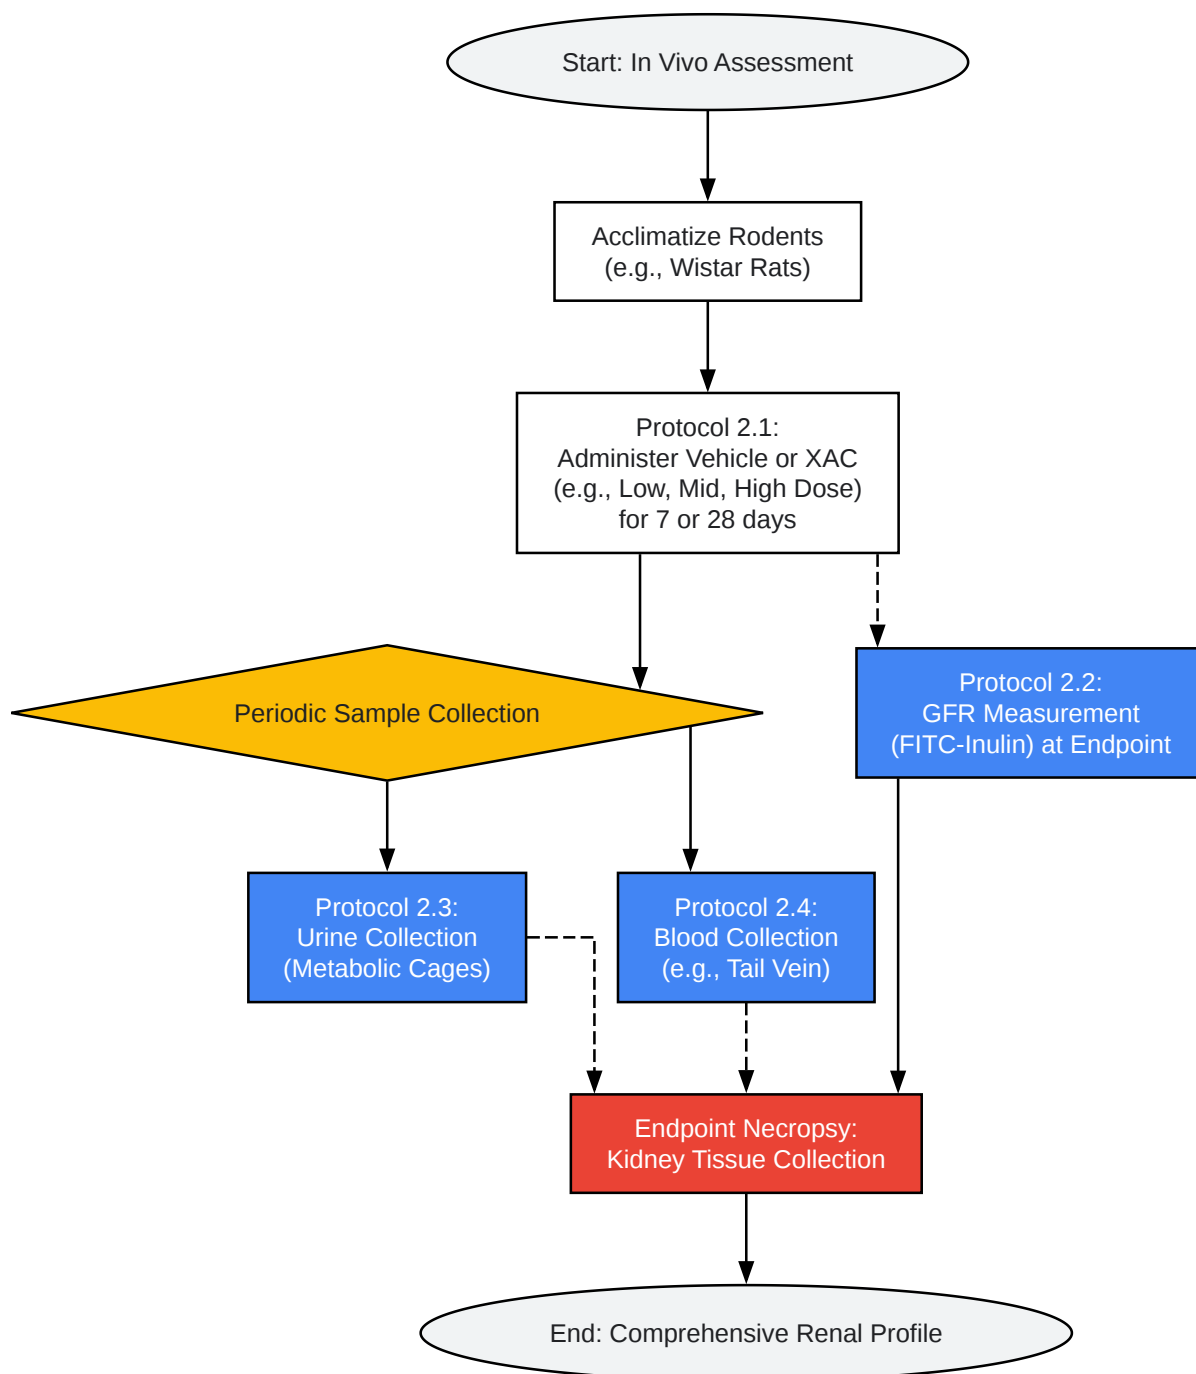 Start: In Vivo Assessment
Acclimatize Rodents
(e.g., Wistar Rats)
Protocol 2.1:
Administer Vehicle or XAC
(e.g., Low, Mid, High Dose)
for 7 or 28 days
Periodic Sample Collection
Protocol 2.2:
GFR Measurement
(FITC-Inulin) at Endpoint
Protocol 2.3:
Urine Collection
(Metabolic Cages)
Protocol 2.4:
Blood Collection
(e.g., Tail Vein)
Endpoint Necropsy:
Kidney Tissue Collection
End: Comprehensive Renal Profile